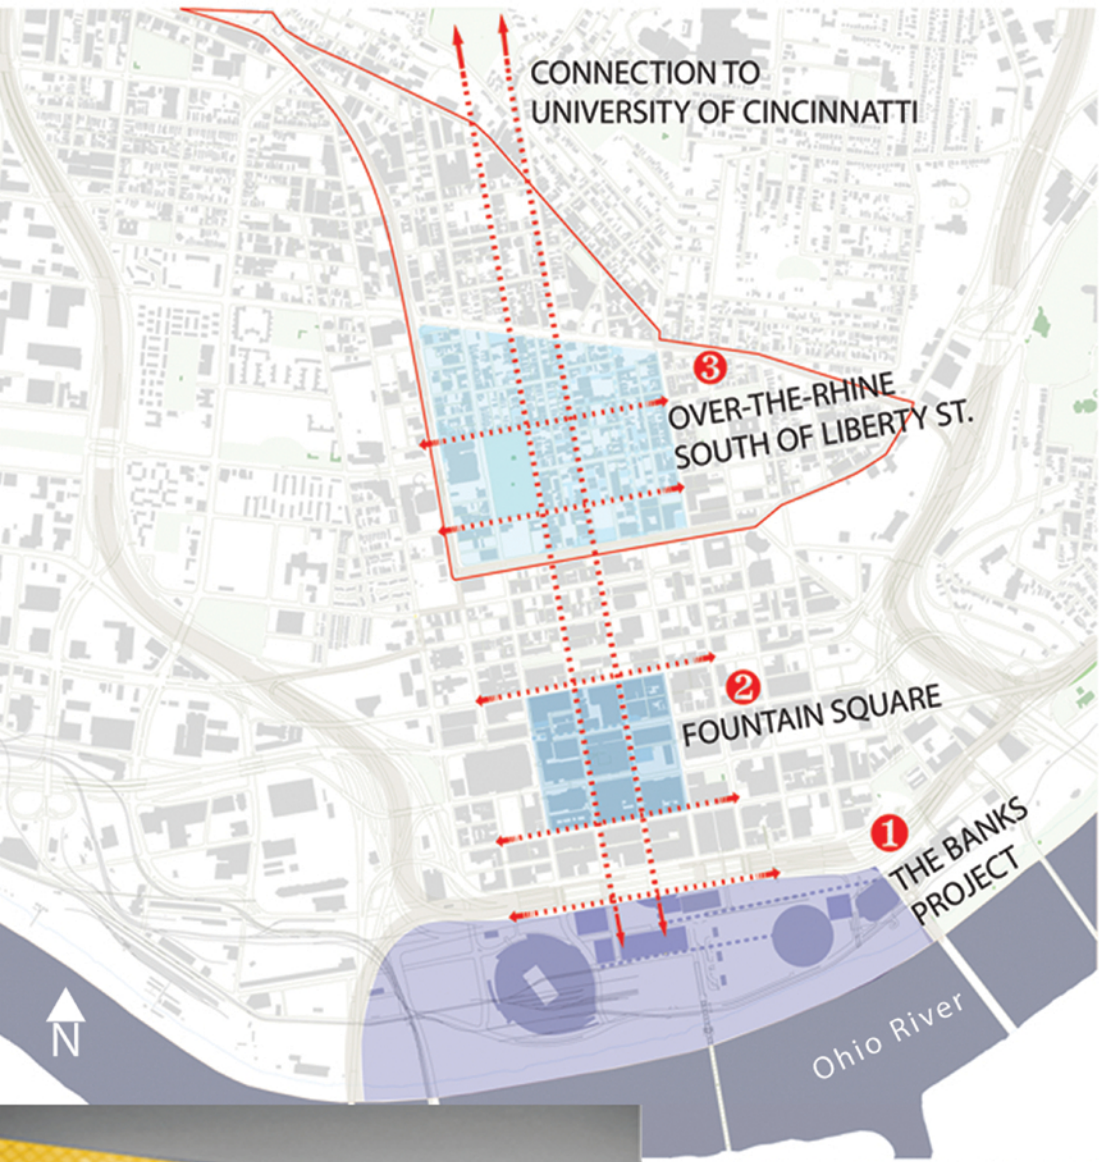 CONNECTION TO
UNIVERSITY OF CINCINNATTI
3
OVER-THE-RHINE
SOUTH OF LIBERTY ST.
2
FOUNTAIN SQUARE
1
THE BANKS
PROJECT
N
Ohio River